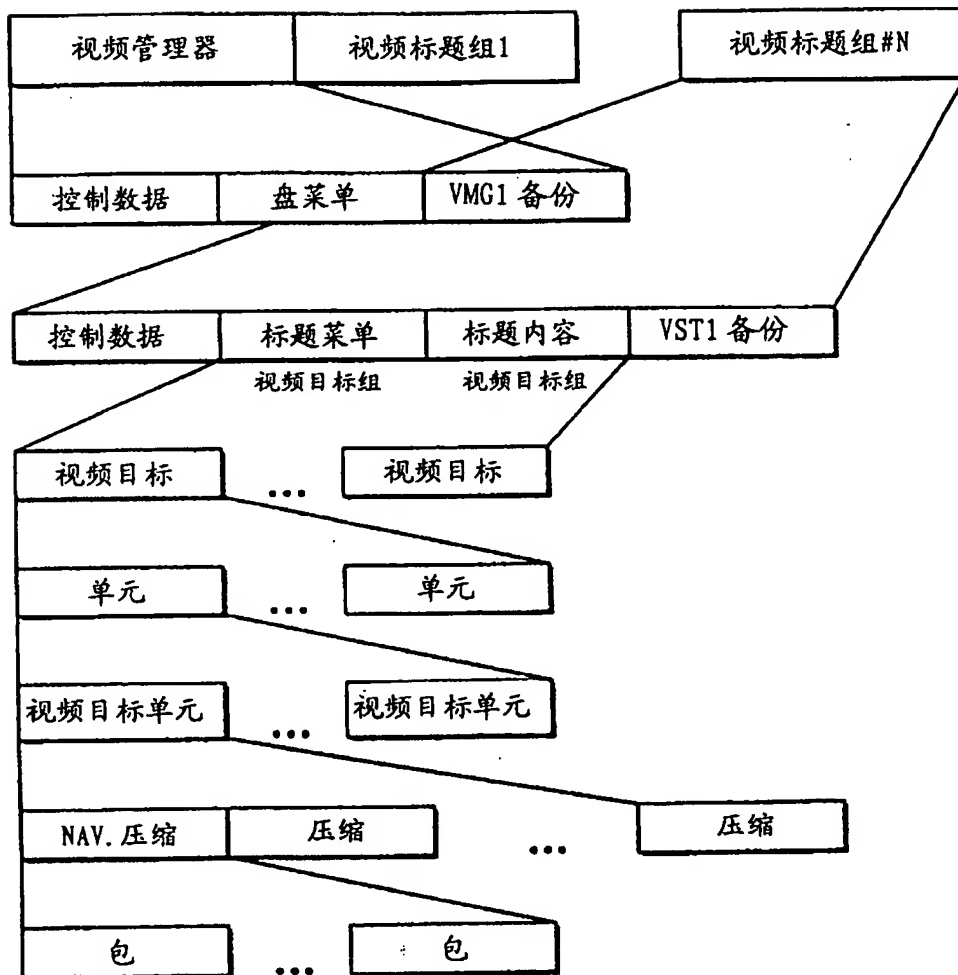 视频管理器 视频标题组1 视频标题组#N
控制数据 盘菜单 VMG1 备份
控制数据 标题菜单 标题内容 VST1 备份
视频目标组 视频目标组
视频目标 ... 视频目标
单元 ... 单元
视频目标单元 ... 视频目标单元
NAV.压缩 压缩 ... 压缩
包 ... 包